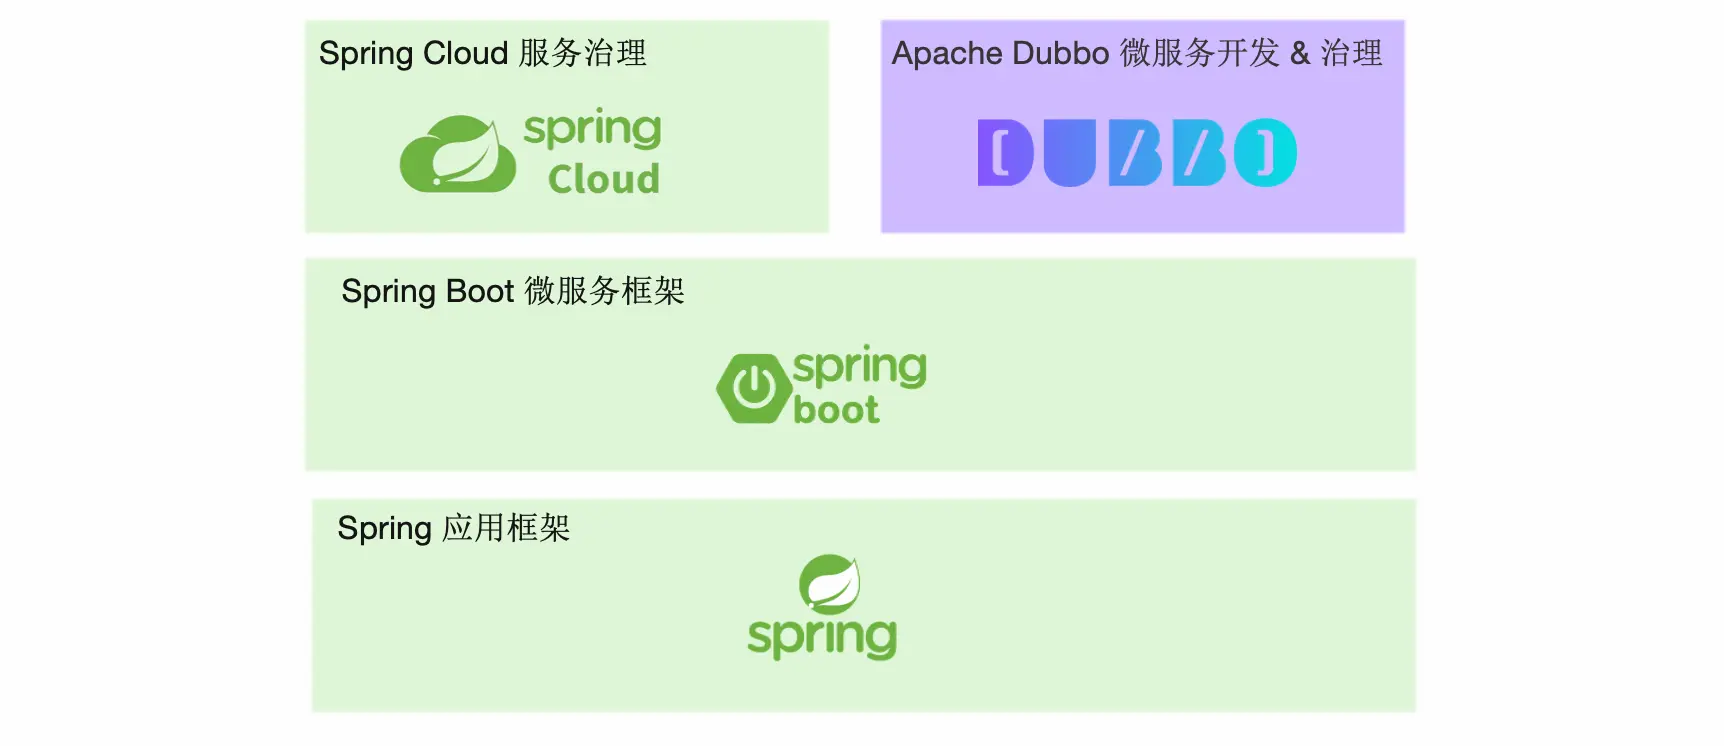 Spring Cloud 服务治理
spring
Cloud
Apache Dubbo 微服务开发 & 治理
DUBBO
Spring Boot 微服务框架
spring
boot
Spring 应用框架
spring